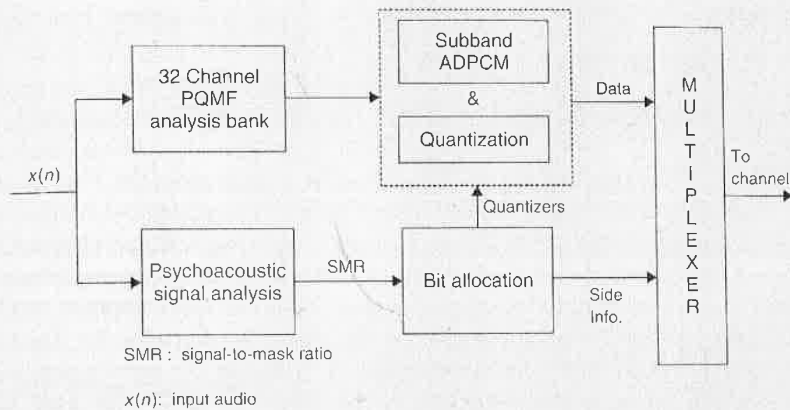 32 Channel
PQMF
analysis bank
Subband
ADPCM
&
Quantization
Data
MULTIPLEXER
To
channel
x(n)
Quantizers
Psychoacoustic
signal analysis
SMR
Bit allocation
Side
Info.
SMR : signal-to-mask ratio
x(n): input audio